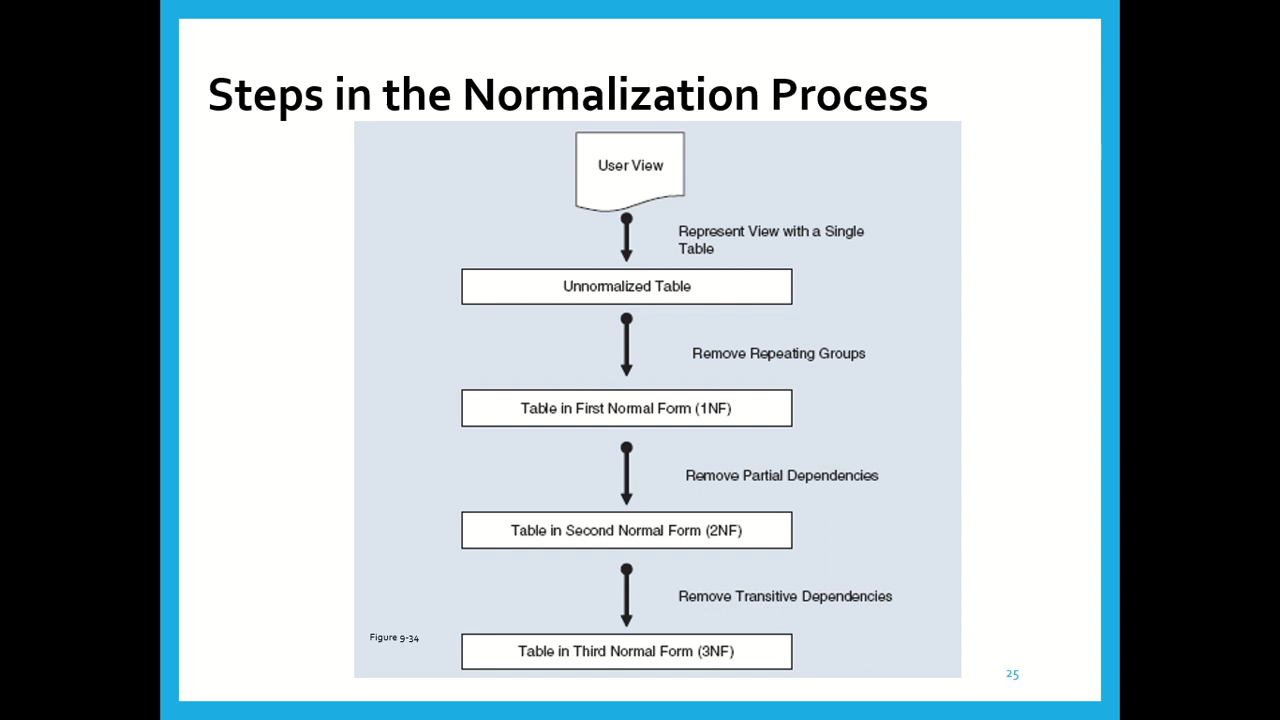 Steps in the Normalization Process
User View
Represent View with a Single
Table
Unnormalized Table
Remove Repeating Groups
Table in First Normal Form (1NF)
Remove Partial Dependencies
Table in Second Normal Form (2NF)
Remove Transitive Dependencies
Figure 9-34
Table in Third Normal Form (3NF)
25